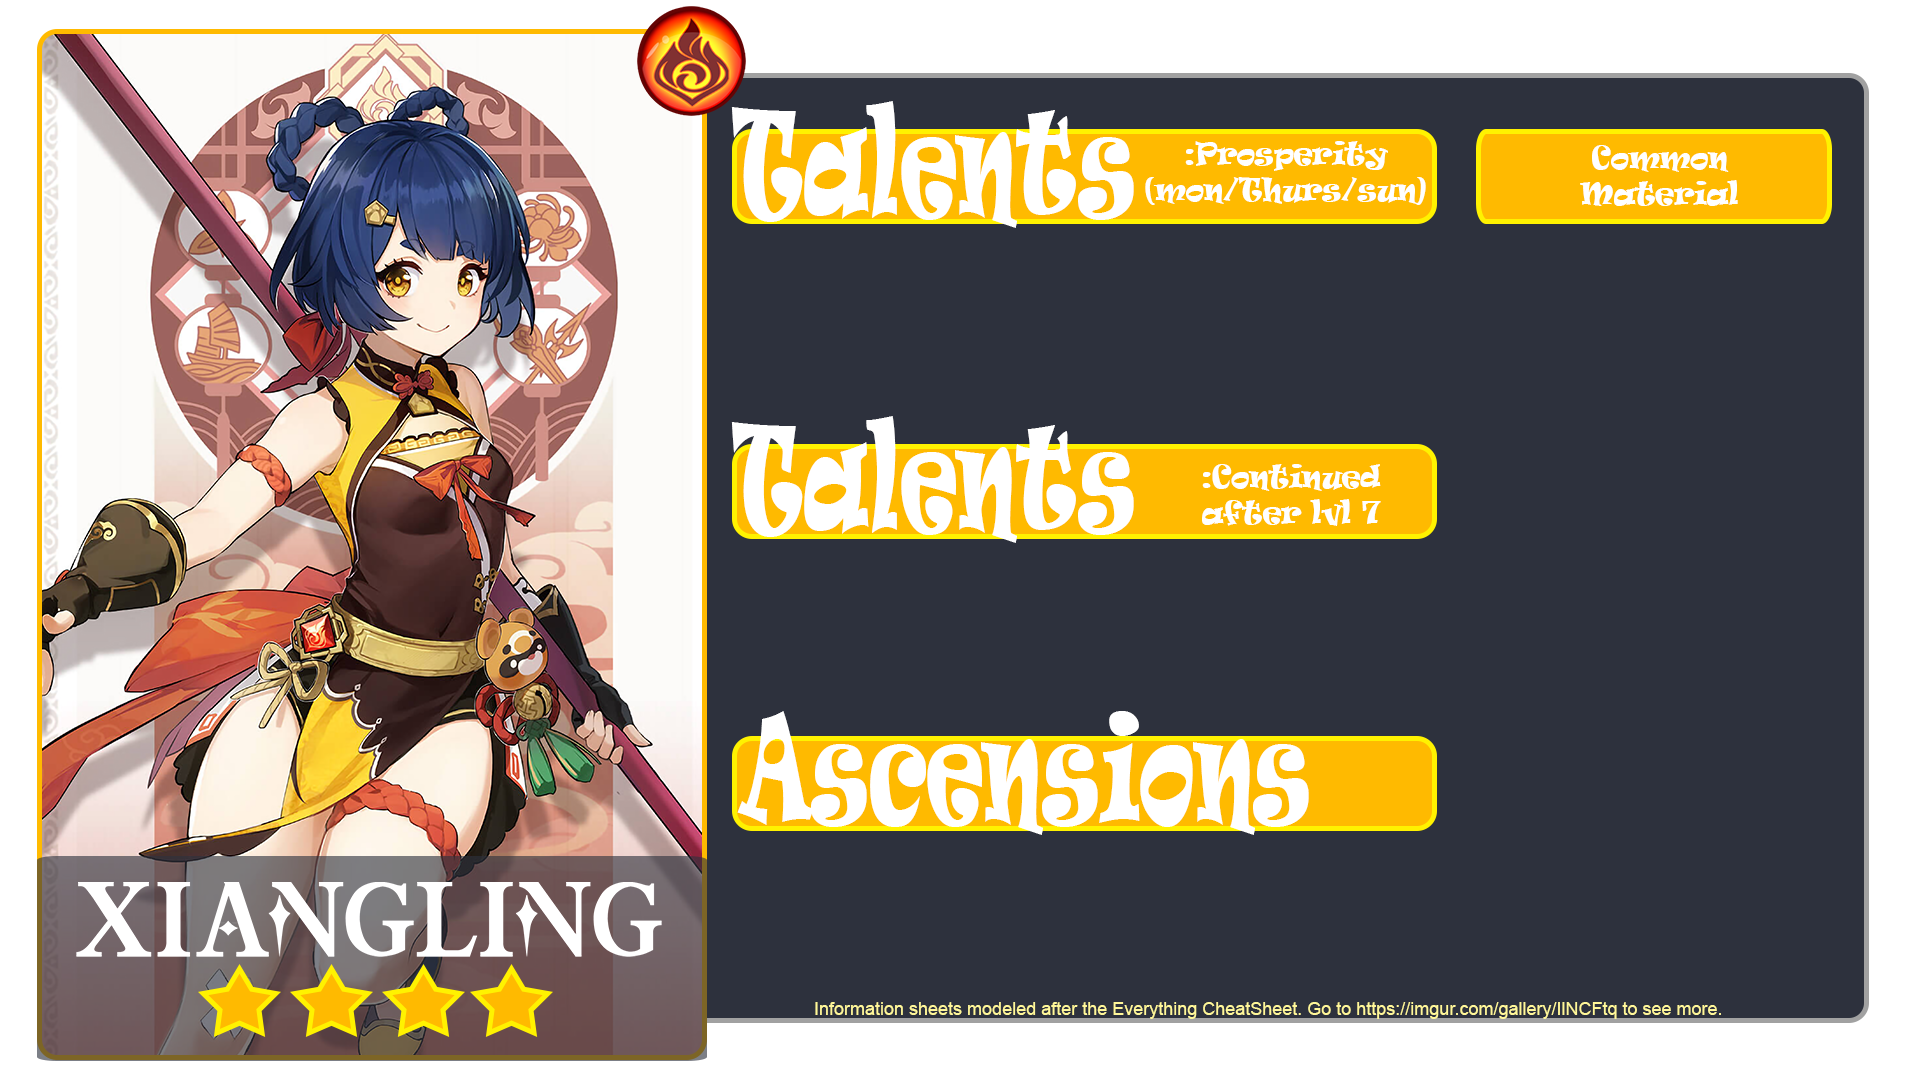 XIANGLING
Talents
:Prosperity
(mon/Thurs/sun)
Common
Material
Talents
:Continued
after lvl 7
Ascensions
Information sheets modeled after the Everything CheatSheet. Go to https://imgur.com/gallery/IINCFtq to see more.